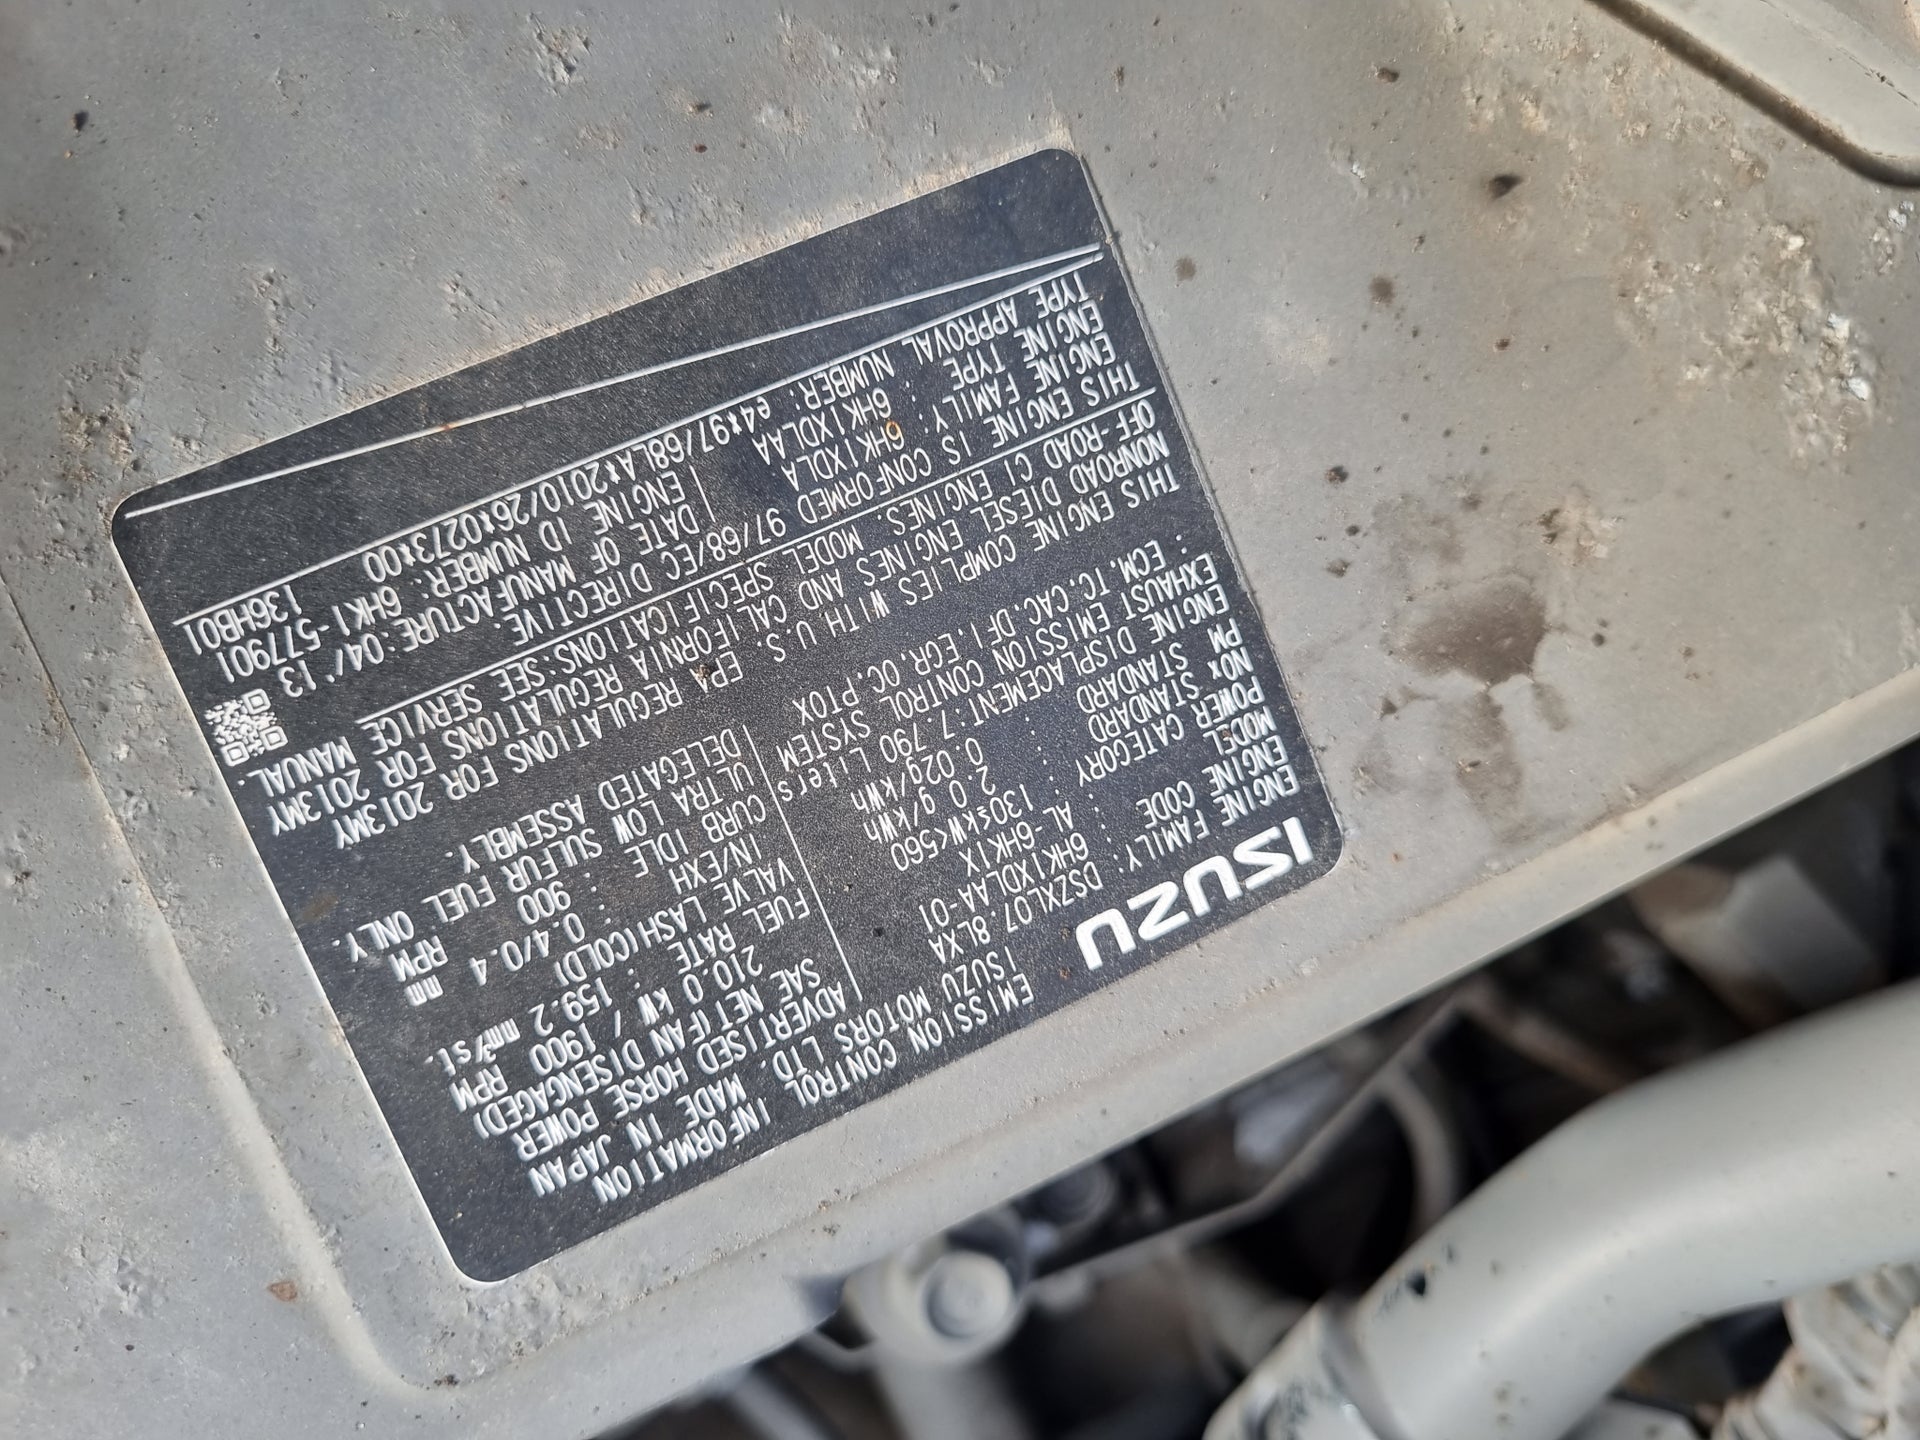 ISUZU EMISSION CONTROL INFORMATION
ISUZU MOTORS LTD. MADE IN JAPAN
ENGINE FAMILY: DSZXL07.8LXA
ENGINE CODE : 6HK1XDLAA-01
MODEL : AL-6HK1X
POWER CATEGORY : 130≤kW<560
NOx STANDARD : 2.0 g/kWh
PM STANDARD : 0.02g/kWh
ENGINE DISPLACEMENT: 7.790 Liters
EXHAUST EMISSION CONTROL SYSTEM
: ECM. TC. CAC. DFI. EGR. OC. PTOX
ADVERTISED HORSE POWER
SAE NET(FAN DISENGAGED)
210.0 kW / 1900 RPM
FUEL RATE : 159.2 mm³/st.
VALVE LASH(COLD)
IN/EXH : 0.4/0.4 mm
CURB IDLE : 900 RPM
ULTRA LOW SULFUR FUEL ONLY.
DELEGATED ASSEMBLY.
THIS ENGINE COMPLIES WITH U.S. EPA REGULATIONS FOR 2013MY
NONROAD DIESEL ENGINES AND CALIFORNIA REGULATIONS FOR 2013MY
OFF-ROAD CI ENGINES. MODEL SPECIFICATIONS:SEE SERVICE MANUAL.
THIS ENGINE IS CONFORMED 97/68/EC DIRECTIVE.
ENGINE FAMILY: 6HK1XDLA
DATE OF MANUFACTURE:04/'13
ENGINE TYPE : 6HK1XDLAA
ENGINE ID NUMBER: 6HK1-577901
TYPE APPROVAL NUMBER: e4*97/68LA*2010/26*0273*00
136HB01